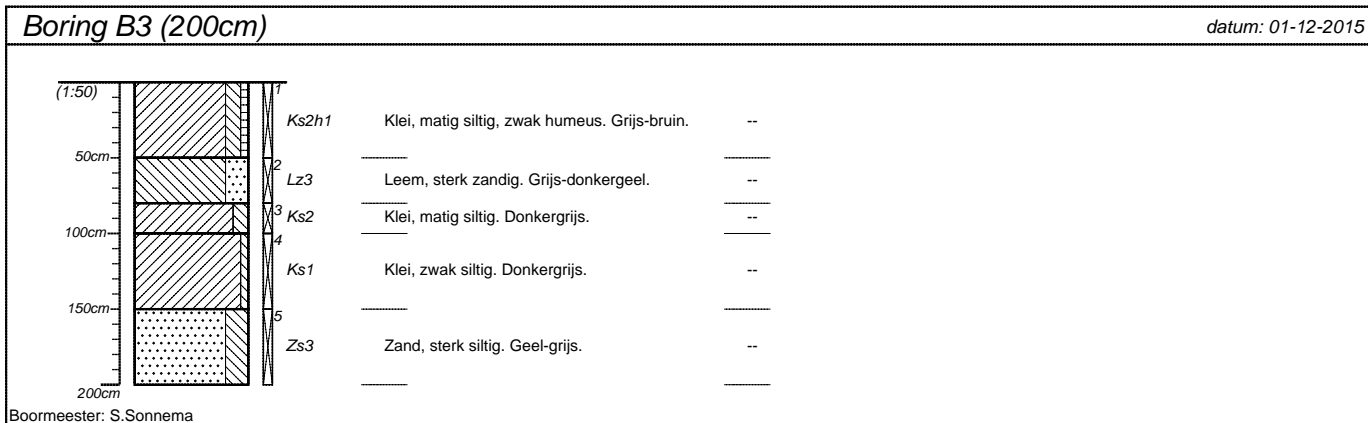 Boring B3 (200cm) datum: 01-12-2015
(1:50) 1
Ks2h1 Klei, matig siltig, zwak humeus. Grijs-bruin. --
50cm
2
Lz3 Leem, sterk zandig. Grijs-donkergeel. --
3 Ks2 Klei, matig siltig. Donkergrijs. --
100cm
4
Ks1 Klei, zwak siltig. Donkergrijs. --
150cm
5
Zs3 Zand, sterk siltig. Geel-grijs. --
200cm
Boormeester: S.Sonnema